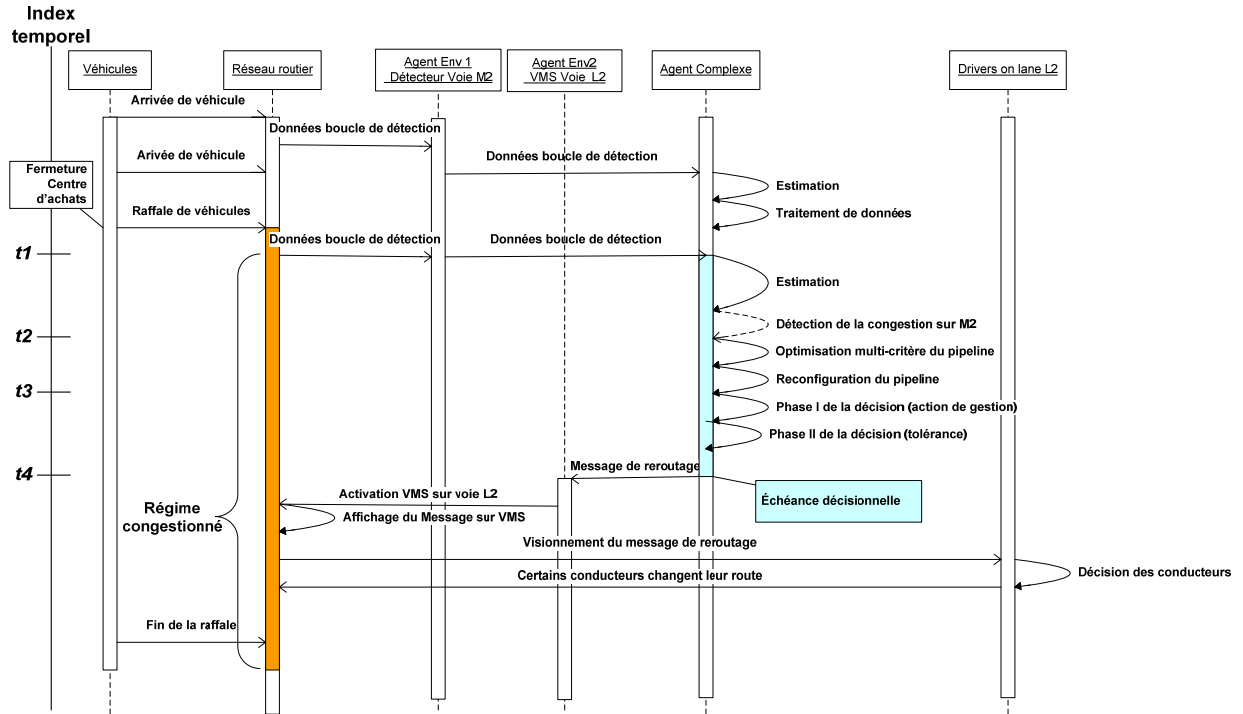 Index
temporel
Véhicules
Réseau routier
Agent Env 1
Détecteur Voie M2
Agent Env2
VMS Voie L2
Agent Complexe
Drivers on lane L2
Arrivée de véhicule
Données boucle de détection
Arivée de véhicule
Données boucle de détection
Fermeture
Centre
d'achats
Estimation
Raffale de véhicules
Traitement de données
t1
Données boucle de détection
Données boucle de détection
Estimation
t2
Détection de la congestion sur M2
Optimisation multi-critère du pipeline
Reconfiguration du pipeline
t3
Phase I de la décision (action de gestion)
Phase II de la décision (tolérance)
t4
Message de reroutage
Activation VMS sur voie L2
Échéance décisionnelle
Régime
congestionné
Affichage du Message sur VMS
Visionnement du message de reroutage
Certains conducteurs changent leur route
Décision des conducteurs
Fin de la raffale